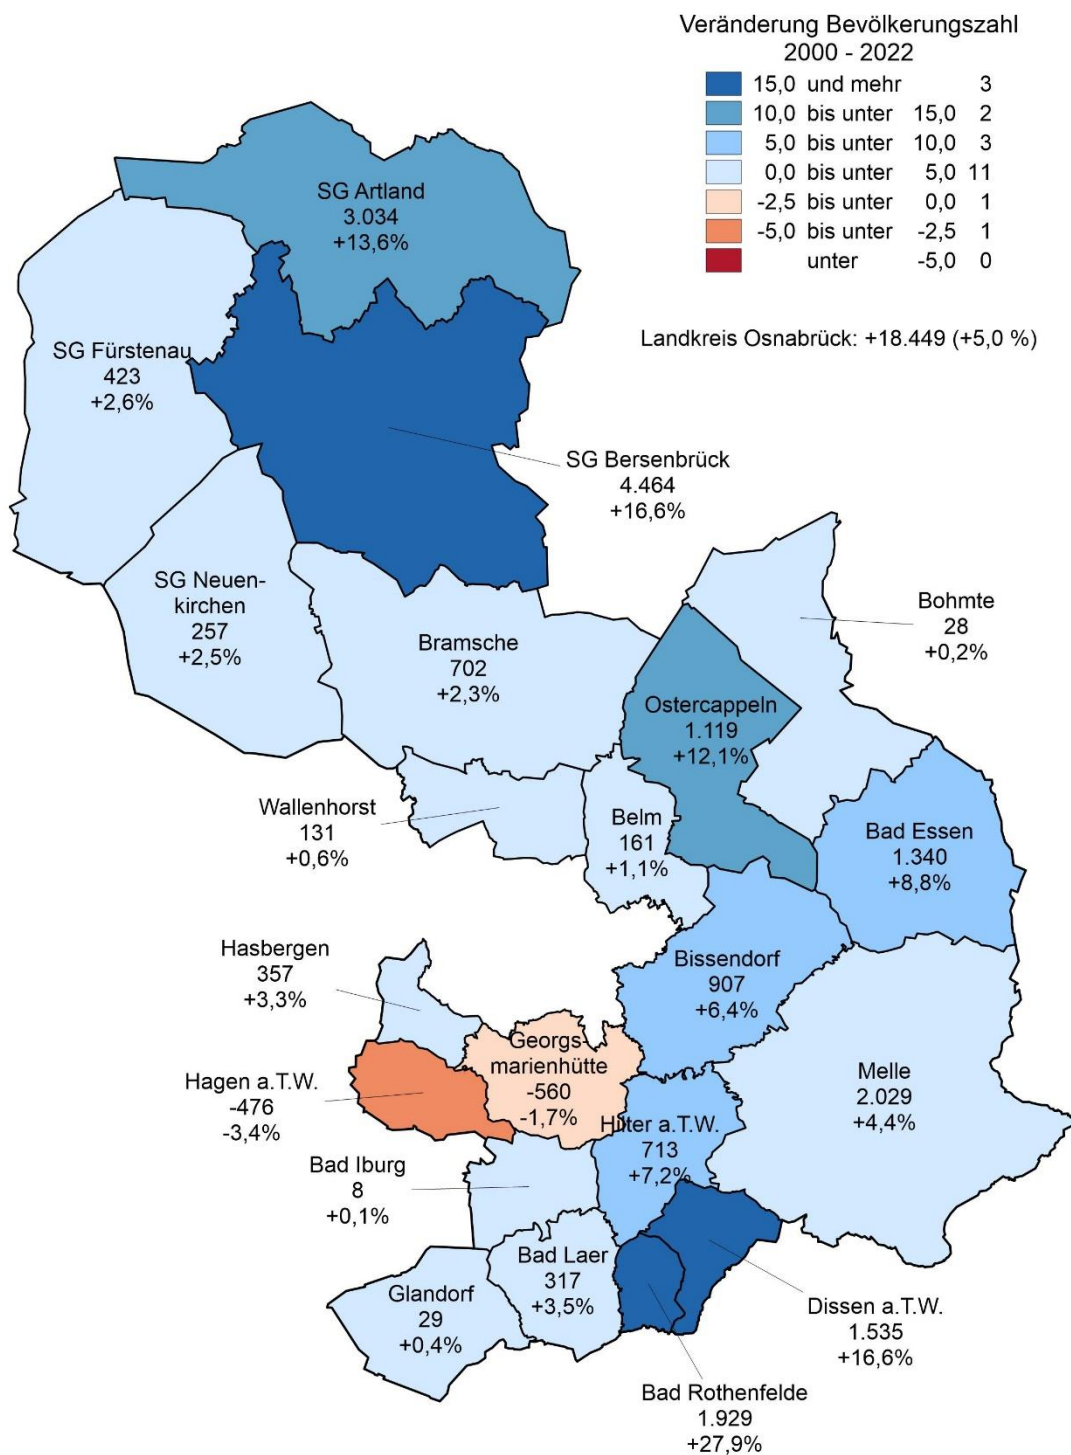 Veränderung Bevölkerungszahl
2000 - 2022
15,0 und mehr 3
10,0 bis unter 15,0 2
5,0 bis unter 10,0 3
0,0 bis unter 5,0 11
-2,5 bis unter 0,0 1
-5,0 bis unter -2,5 1
unter -5,0 0
Landkreis Osnabrück: +18.449 (+5,0 %)
SG Artland
3.034
+13,6%
SG Fürstenau
423
+2,6%
SG Bersenbrück
4.464
+16,6%
SG Neuen-
kirchen
257
+2,5%
Bramsche
702
+2,3%
Bohmte
28
+0,2%
Ostercappeln
1.119
+12,1%
Wallenhorst
131
+0,6%
Belm
161
+1,1%
Bad Essen
1.340
+8,8%
Hasbergen
357
+3,3%
Bissendorf
907
+6,4%
Georgs-
marienhütte
-560
-1,7%
Hagen a.T.W.
-476
-3,4%
Melle
2.029
+4,4%
Hilter a.T.W.
713
+7,2%
Bad Iburg
8
+0,1%
Bad Laer
317
+3,5%
Glandorf
29
+0,4%
Dissen a.T.W.
1.535
+16,6%
Bad Rothenfelde
1.929
+27,9%